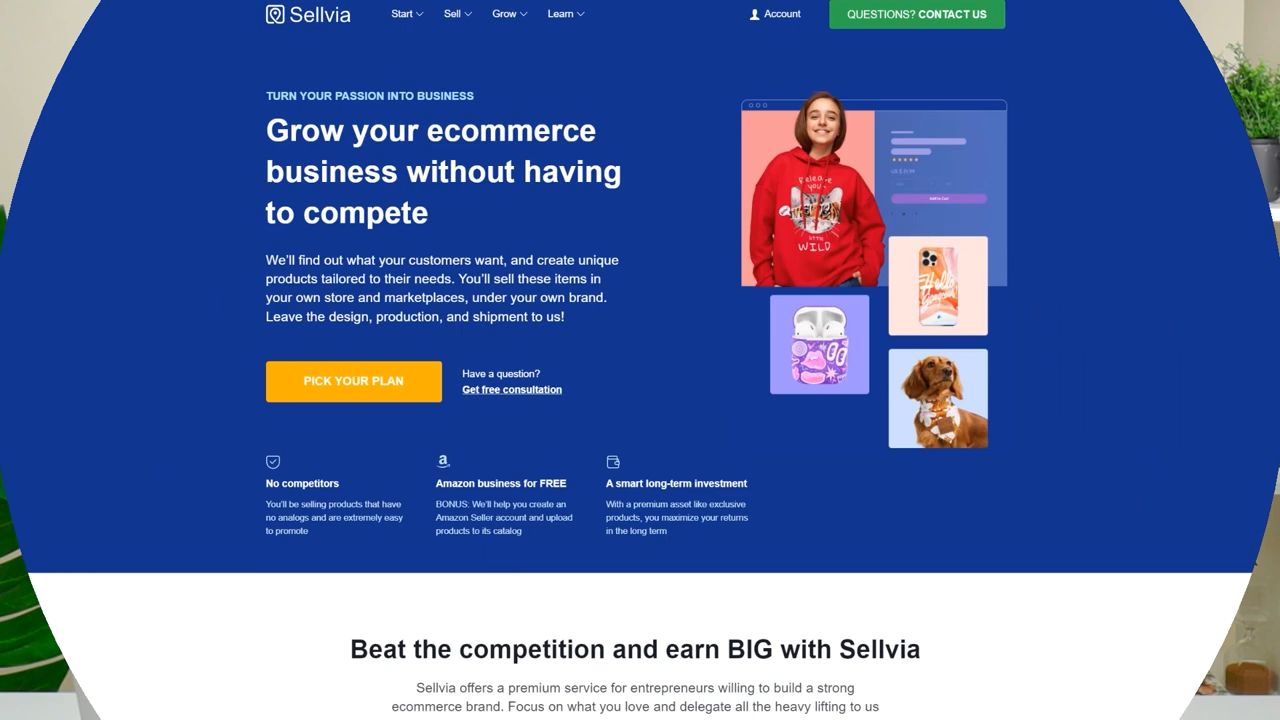 Sellvia
Start
Sell
Grow
Learn
Account
QUESTIONS? CONTACT US
TURN YOUR PASSION INTO BUSINESS
Grow your ecommerce
business without having
to compete
We'll find out what your customers want, and create unique
products tailored to their needs. You'll sell these items in
your own store and marketplaces, under your own brand.
Leave the design, production, and shipment to us!
PICK YOUR PLAN
Have a question?
Get free consultation
Release
your
little
WILD
Add to Cart
Hello
No competitors
You'll be selling products that have
no analogs and are extremely easy
to promote
a
Amazon business for FREE
BONUS: We'll help you create an
Amazon Seller account and upload
products to its catalog
A smart long-term investment
With a premium asset like exclusive
products, you maximize your returns
in the long term
Beat the competition and earn BIG with Sellvia
Sellvia offers a premium service for entrepreneurs willing to build a strong
ecommerce brand. Focus on what you love and delegate all the heavy lifting to us